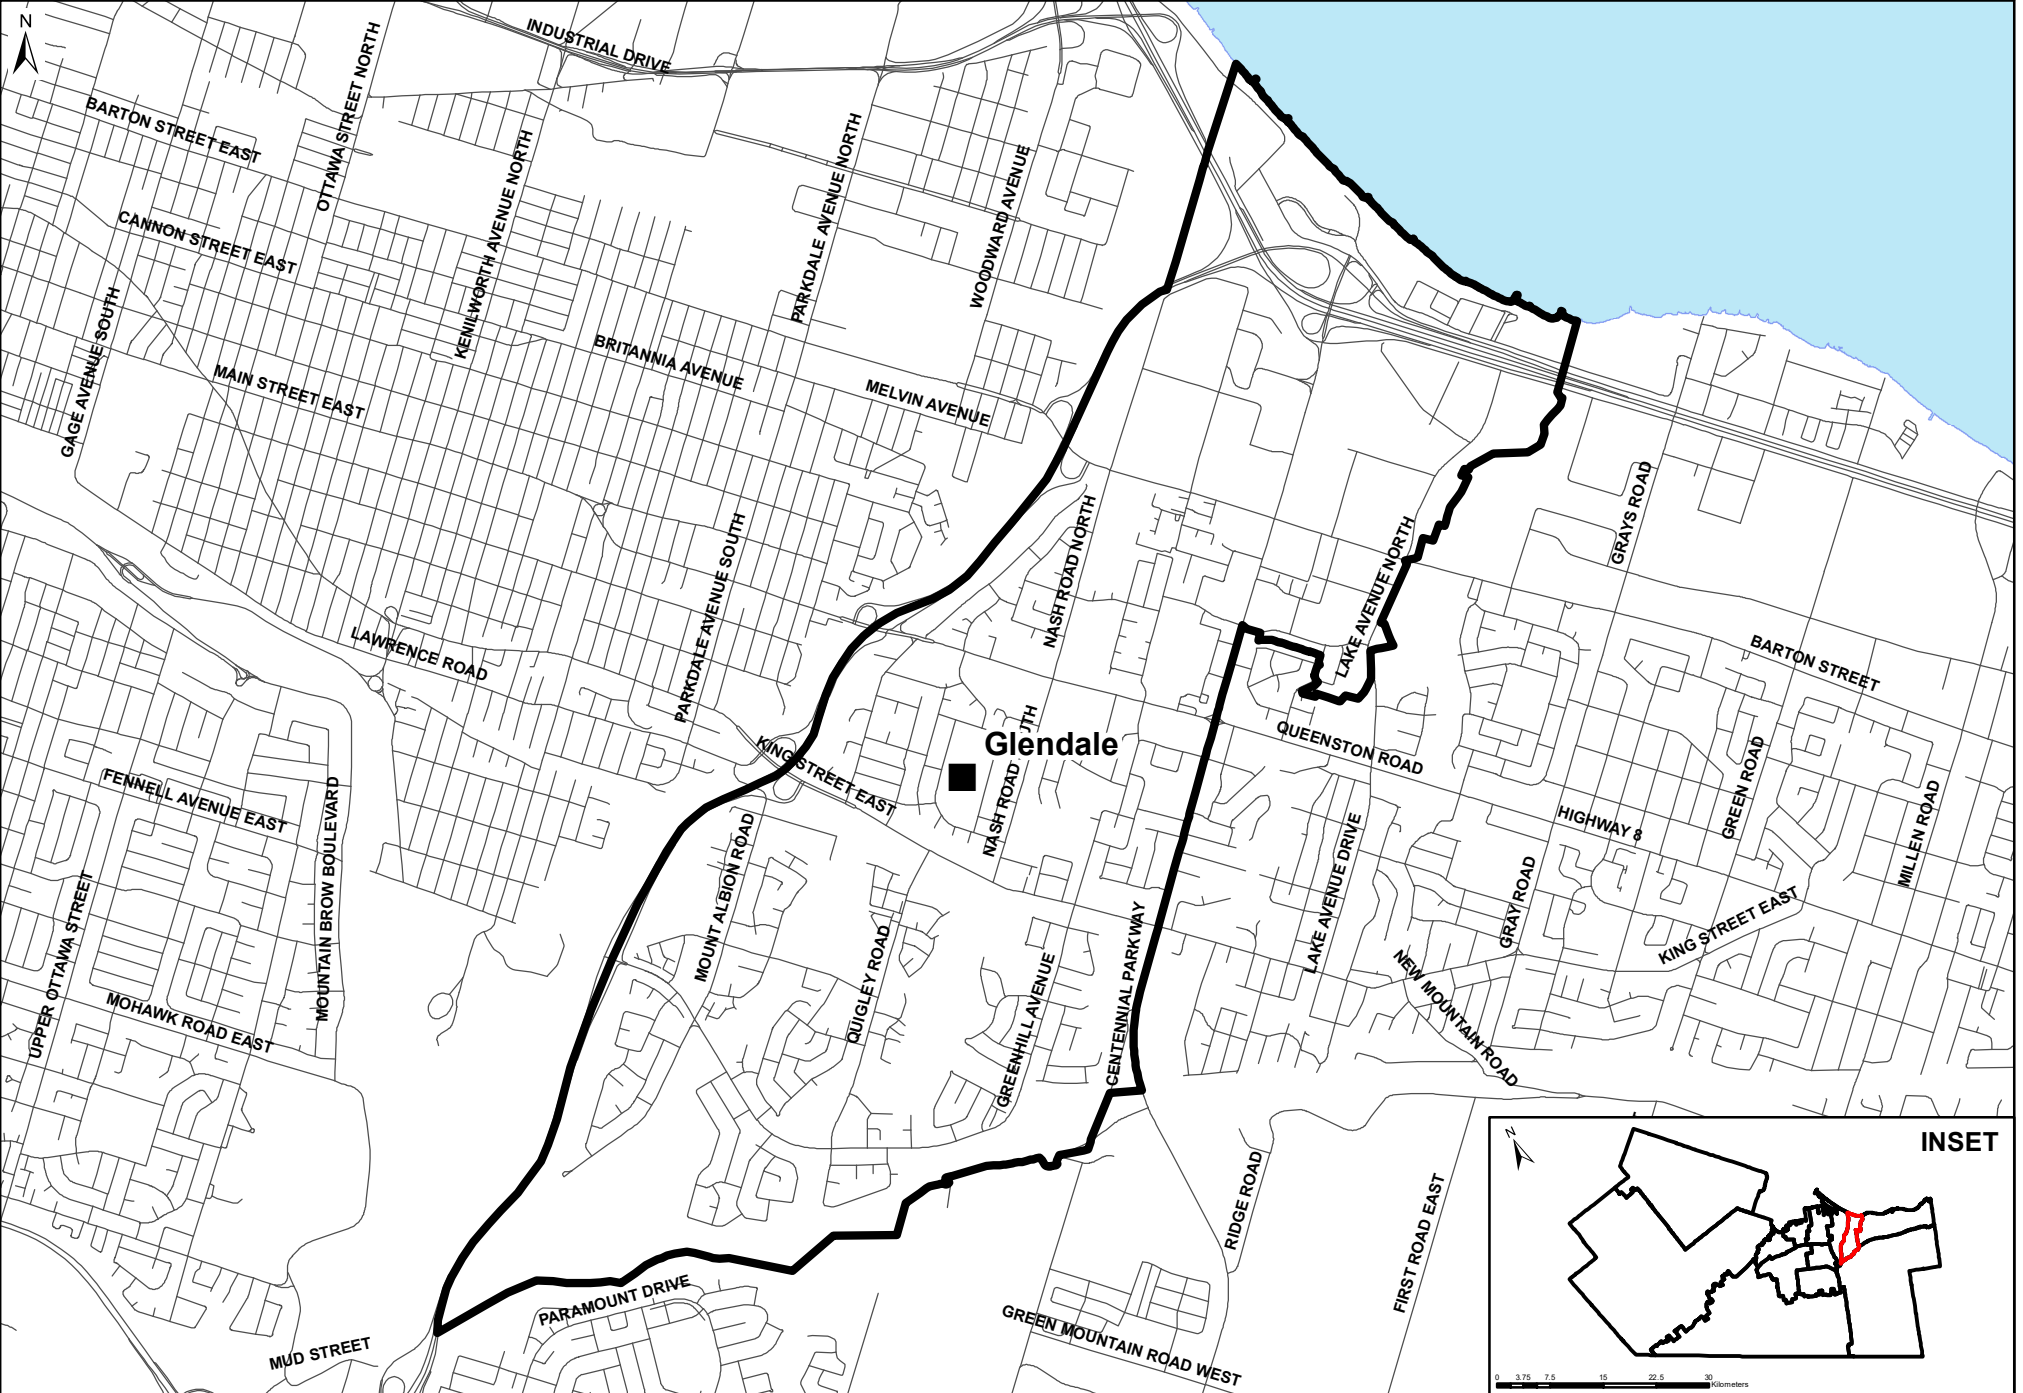 N
INDUSTRIAL DRIVE
OTTAWA STREET NORTH
BARTON STREET EAST
KENILWORTH AVENUE NORTH
PARKDALE AVENUE NORTH
WOODWARD AVENUE
CANNON STREET EAST
GAGE AVENUE SOUTH
MAIN STREET EAST
BRITANNIA AVENUE
MELVIN AVENUE
GRAYS ROAD
NASH ROAD NORTH
LAKE AVENUE NORTH
PARKDALE AVENUE SOUTH
LAWRENCE ROAD
BARTON STREET
KING STREET EAST
Glendale
NASH ROAD
QUEENSTON ROAD
GREEN ROAD
HIGHWAY 8
MILLEN ROAD
FENNELL AVENUE EAST
MOUNTAIN BROW BOULEVARD
UPPER OTTAWA STREET
MOUNT ALBION ROAD
LAKE AVENUE DRIVE
GRAY ROAD
KING STREET EAST
QUIGLEY ROAD
GREENHILL AVENUE
CENTENNIAL PARKWAY
NEW MOUNTAIN ROAD
MOHAWK ROAD EAST
RIDGE ROAD
FIRST ROAD EAST
PARAMOUNT DRIVE
MUD STREET
GREEN MOUNTAIN ROAD WEST
N
INSET
0 3.75 7.5 15 22.5 30
Kilometers